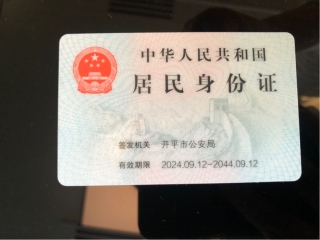 中华人民共和国
居民身份证
签发机关 开平市公安局
有效期限 2024.09.12-2044.09.12